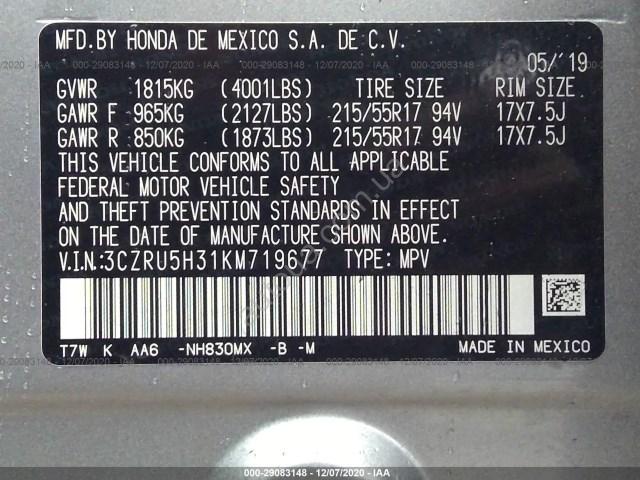 MFD.BY HONDA DE MEXICO S.A. DE C.V.
05/'19
GVWR 1815KG (4001LBS) TIRE SIZE RIM SIZE
GAWR F 965KG (2127LBS) 215/55R17 94V 17X7.5J
GAWR R 850KG (1873LBS) 215/55R17 94V 17X7.5J
THIS VEHICLE CONFORMS TO ALL APPLICABLE
FEDERAL MOTOR VEHICLE SAFETY
AND THEFT PREVENTION STANDARDS IN EFFECT
ON THE DATE OF MANUFACTURE SHOWN ABOVE.
V.I.N.: TYPE: MPV
T7W K AA6 -NH830MX -B -M
MADE IN MEXICO
000-29083148 - 12/07/2020 - IAA